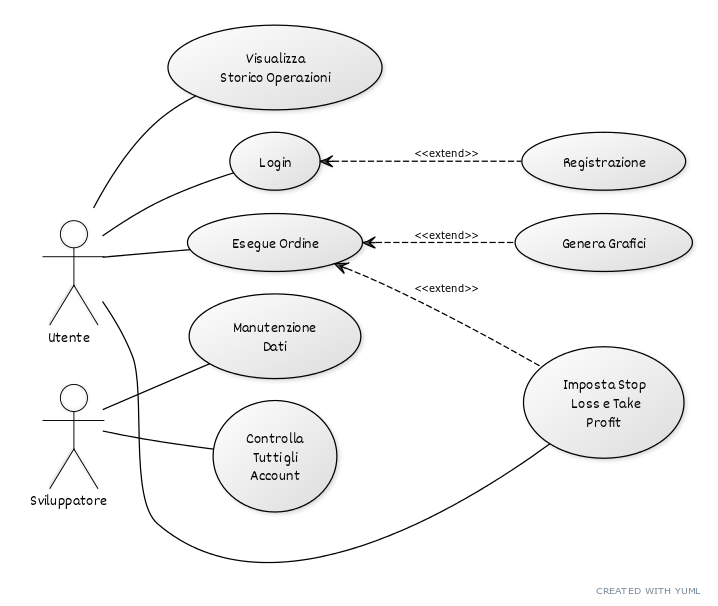 Visualizza
Storico Operazioni
Login
<<extend>>
Registrazione
Esegue Ordine
<<extend>>
Genera Grafici
<<extend>>
Utente
Manutenzione
Dati
Imposta Stop
Loss e Take
Profit
Sviluppatore
Controlla
Tutti gli
Account
CREATED WITH YUML